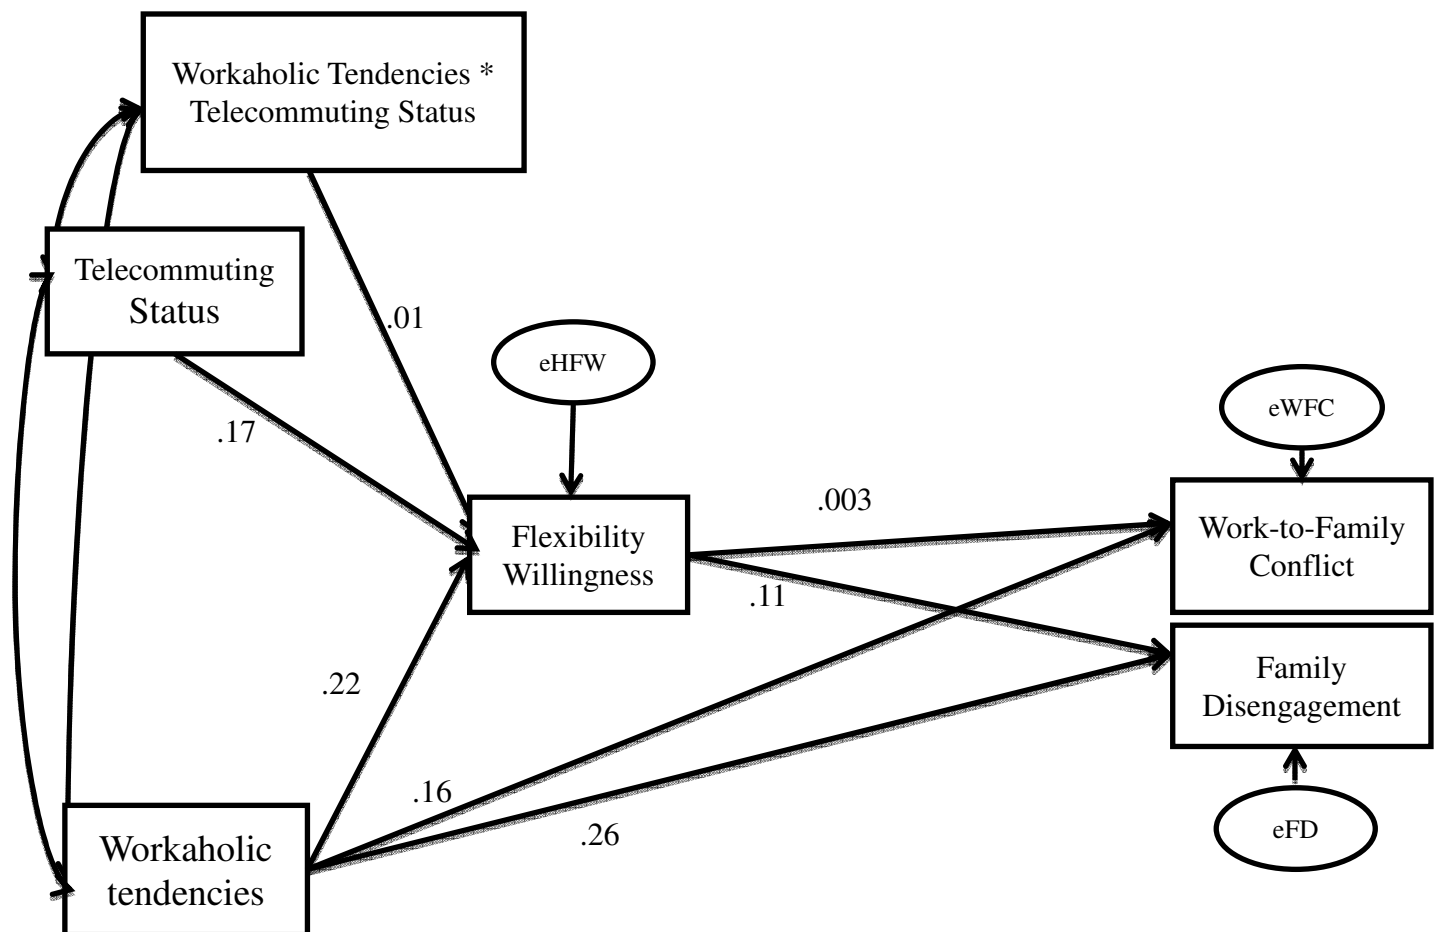 Workaholic Tendencies *
Telecommuting Status
Telecommuting
Status
.01
eHFW
eWFC
.17
.003
Flexibility
Willingness
Work-to-Family
Conflict
.11
.22
Family
Disengagement
.16
.26
eFD
Workaholic
tendencies